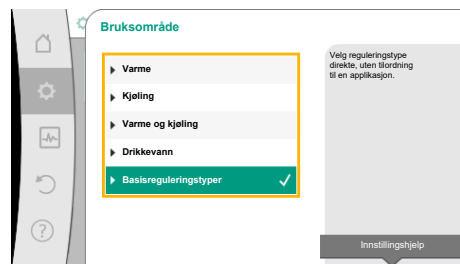 Bruksområde
Varme
Kjøling
Varme og kjøling
Drikkevann
Basisreguleringstyper
Velg reguleringstype
direkte, uten tilordning
til en applikasjon.
Innstillingshjelp